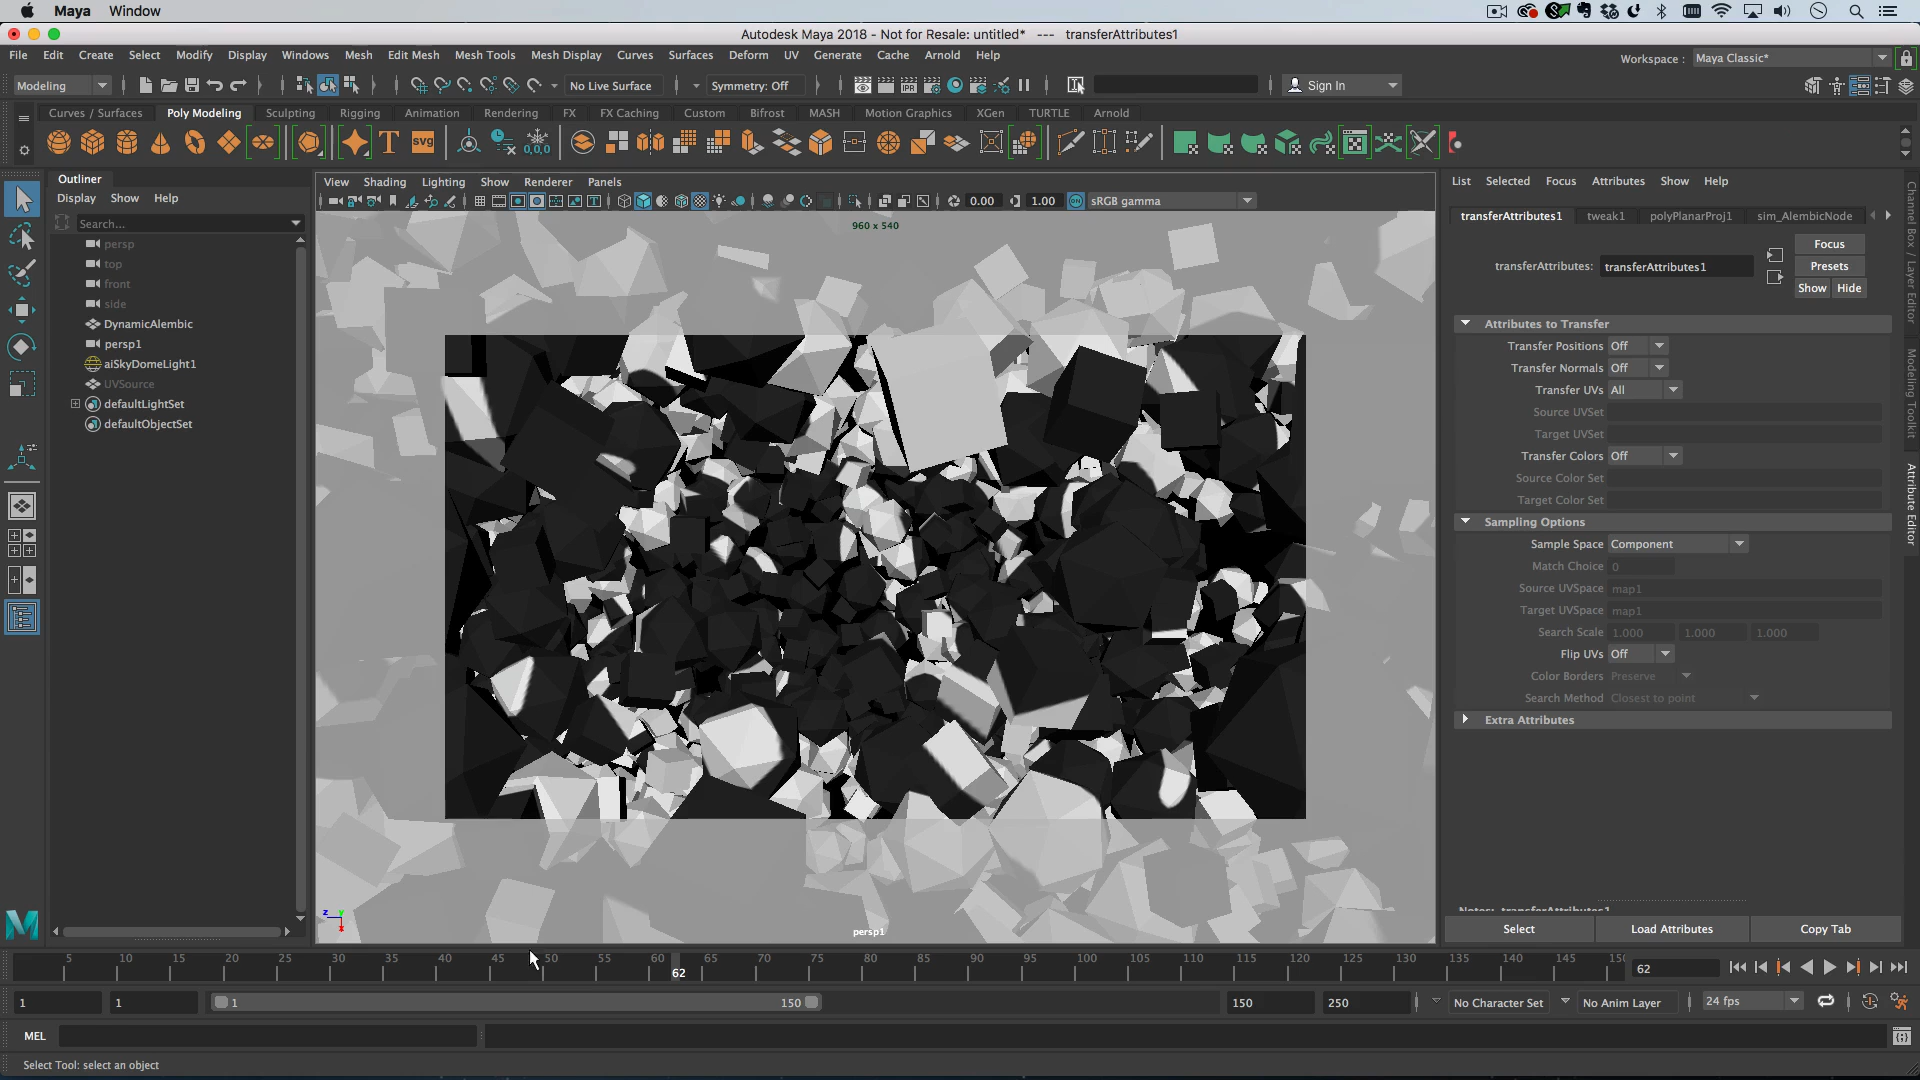 Maya Window
Autodesk Maya 2018 - Not for Resale: untitled* --- transferAttributes1
File Edit Create Select Modify Display Windows Mesh Edit Mesh Mesh Tools Mesh Display Curves Surfaces Deform UV Generate Cache Arnold Help
Workspace : Maya Classic*
Modeling No Live Surface Symmetry: Off Sign In
Curves / Surfaces Poly Modeling Sculpting Rigging Animation Rendering FX FX Caching Custom Bifrost MASH Motion Graphics XGen TURTLE Arnold
Outliner
Display Show Help
Search...
persp
top
front
side
DynamicAlembic
persp1
aiSkyDomeLight1
UVSource
defaultLightSet
defaultObjectSet
View Shading Lighting Show Renderer Panels
0.00 1.00 sRGB gamma
960 x 540
persp1
List Selected Focus Attributes Show Help
transferAttributes1 tweak1 polyPlanarProj1 sim_AlembicNode
transferAttributes: transferAttributes1
Focus
Presets
Show Hide
Attributes to Transfer
Transfer Positions Off
Transfer Normals Off
Transfer UVs All
Source UVSet
Target UVSet
Transfer Colors Off
Source Color Set
Target Color Set
Sampling Options
Sample Space Component
Match Choice 0
Source UVSpace map1
Target UVSpace map1
Search Scale 1.000 1.000 1.000
Flip UVs Off
Color Borders Preserve
Search Method Closest to point
Extra Attributes
Notes: transferAttributes1
Select Load Attributes Copy Tab
Channel Box / Layer Editor
Modeling Toolkit
Attribute Editor
5 10 15 20 25 30 35 40 45 50 55 60 65 70 75 80 85 90 95 100 105 110 115 120 125 130 135 140 145 150
62
62
1 1 1 150 150 250 No Character Set No Anim Layer 24 fps
MEL
Select Tool: select an object